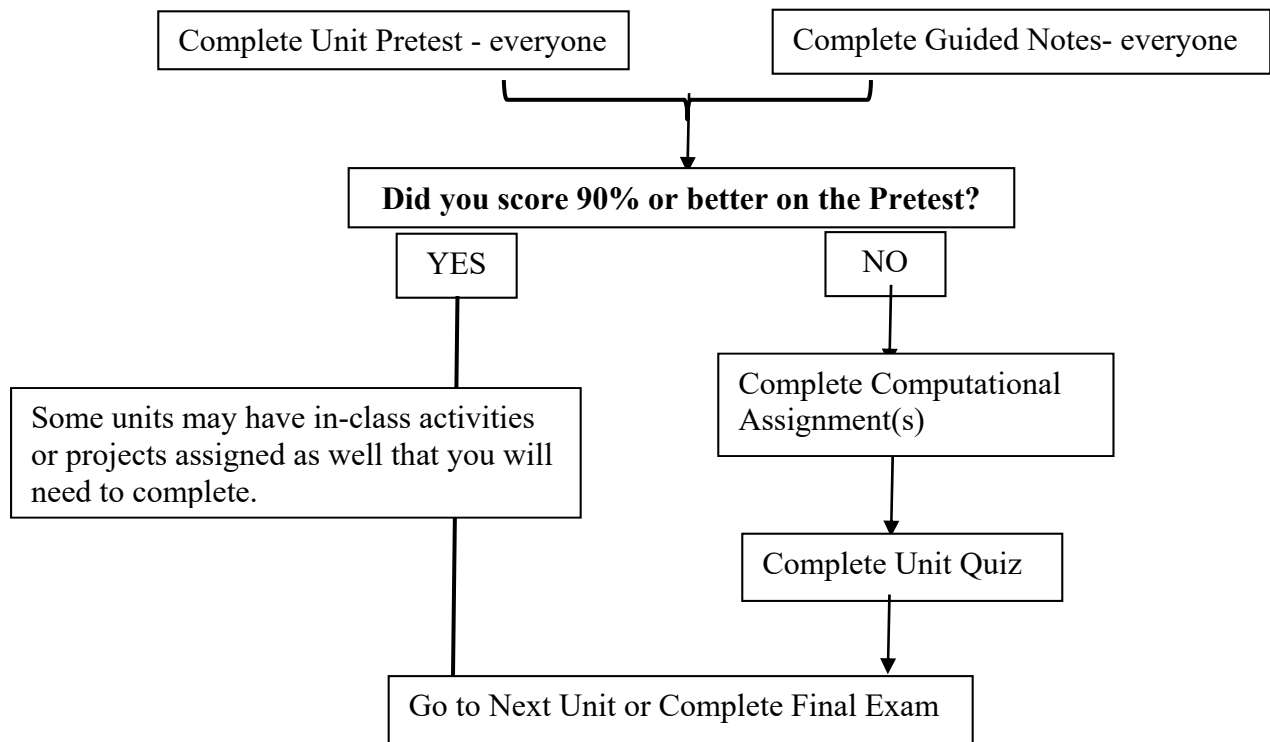 Complete Unit Pretest - everyone
Complete Guided Notes- everyone
Did you score 90% or better on the Pretest?
YES
NO
Some units may have in-class activities
or projects assigned as well that you will
need to complete.
Complete Computational
Assignment(s)
Complete Unit Quiz
Go to Next Unit or Complete Final Exam